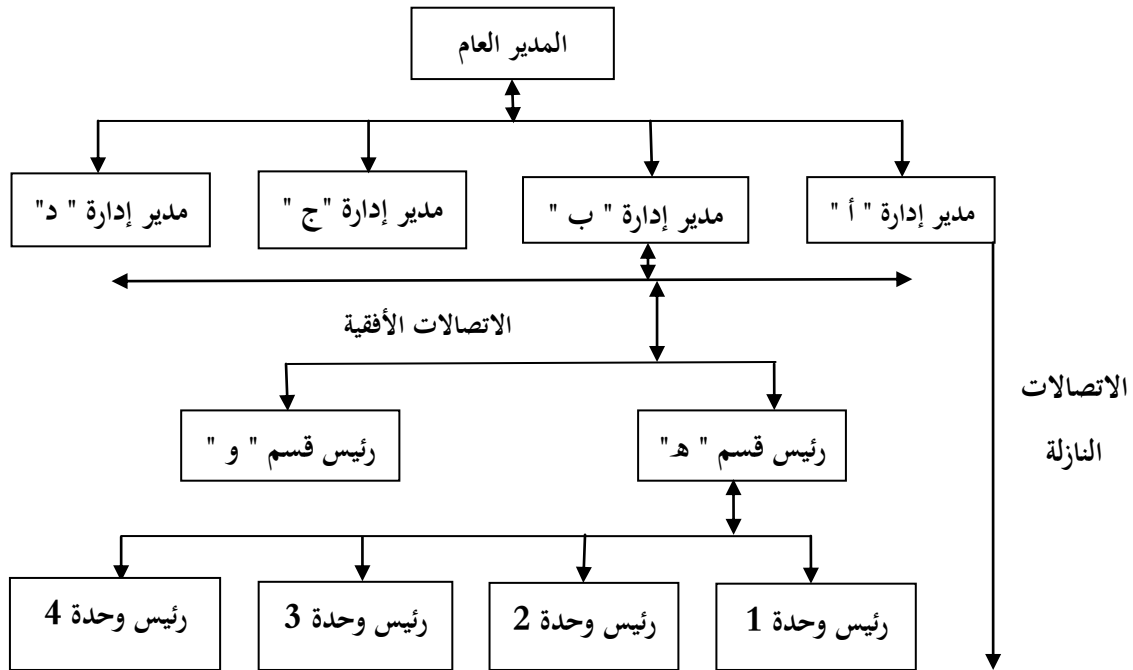 المدير العام
مدير إدارة " أ "
مدير إدارة " ب "
مدير إدارة "ج "
مدير إدارة " د"
الاتصالات الأفقية
الاتصالات
النازلة
رئيس قسم " هـ"
رئيس قسم " و "
رئيس وحدة 1
رئيس وحدة 2
رئيس وحدة 3
رئيس وحدة 4